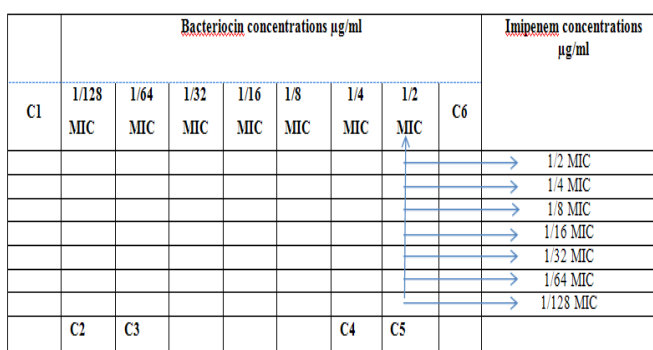 Bacteriocin concentrations µg/ml
Imipenem concentrations
µg/ml
C1
1/128
MIC
1/64
MIC
1/32
MIC
1/16
MIC
1/8
MIC
1/4
MIC
1/2
MIC
C6
1/2 MIC
1/4 MIC
1/8 MIC
1/16 MIC
1/32 MIC
1/64 MIC
1/128 MIC
C2
C3
C4
C5